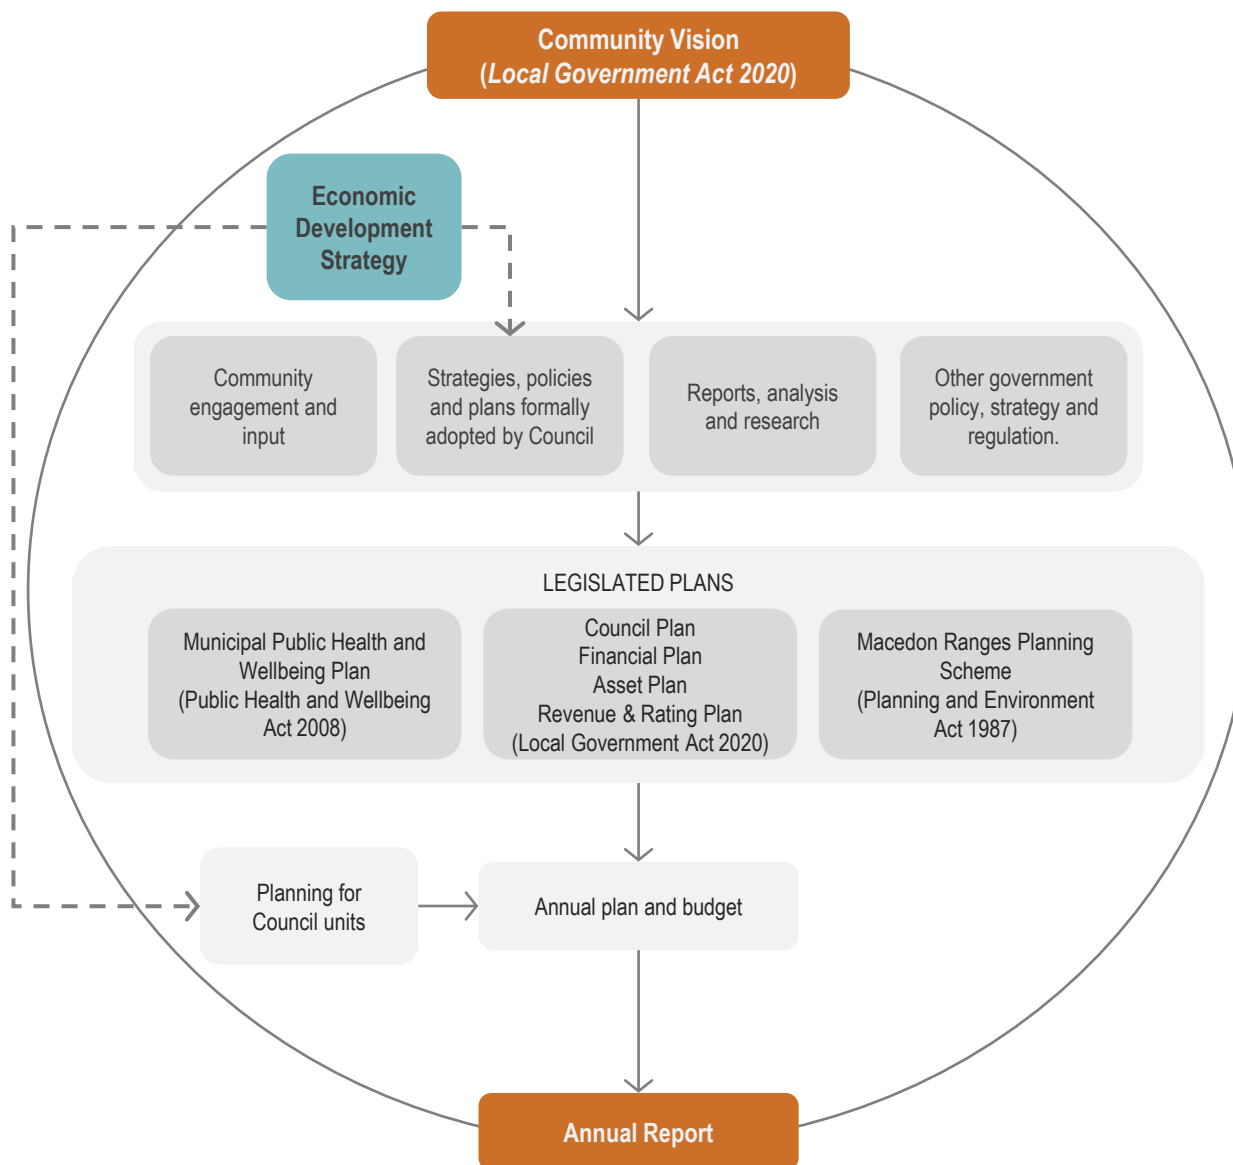 Community Vision
(Local Government Act 2020)
Economic
Development
Strategy
Community
engagement and
input
Strategies, policies
and plans formally
adopted by Council
Reports, analysis
and research
Other government
policy, strategy and
regulation.
LEGISLATED PLANS
Municipal Public Health and
Wellbeing Plan
(Public Health and Wellbeing
Act 2008)
Council Plan
Financial Plan
Asset Plan
Revenue & Rating Plan
(Local Government Act 2020)
Macedon Ranges Planning
Scheme
(Planning and Environment
Act 1987)
Planning for
Council units
Annual plan and budget
Annual Report